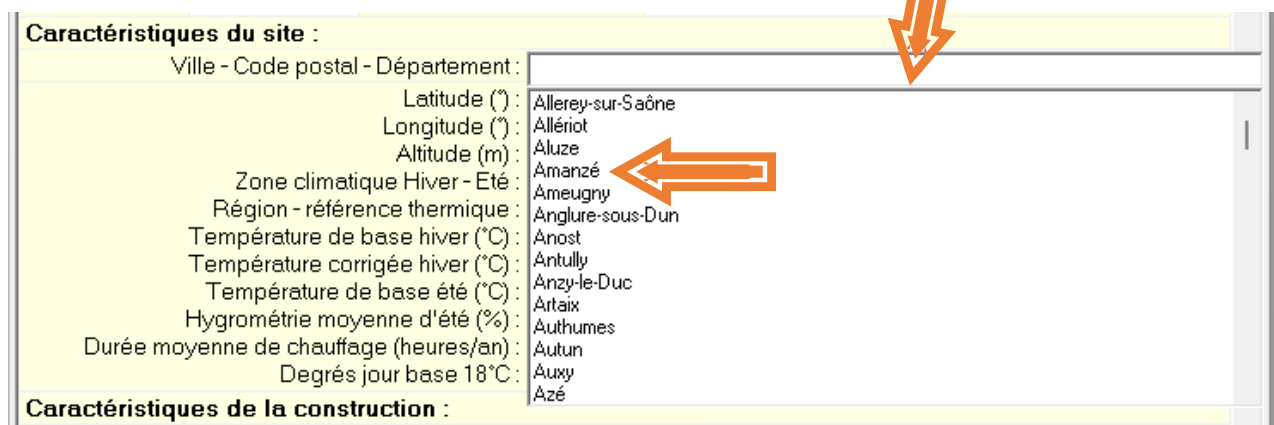 Caractéristiques du site :
Ville - Code postal - Département :
Latitude (°) :
Longitude (°) :
Altitude (m) :
Zone climatique Hiver - Eté :
Région - référence thermique :
Température de base hiver (°C) :
Température corrigée hiver (°C) :
Température de base été (°C) :
Hygrométrie moyenne d'été (%) :
Durée moyenne de chauffage (heures/an) :
Degrés jour base 18°C :
Allerey-sur-Saône
Allériot
Aluze
Amanzé
Ameugny
Anglure-sous-Dun
Anost
Antully
Anzy-le-Duc
Artaix
Authumes
Autun
Auxy
Azé
Caractéristiques de la construction :